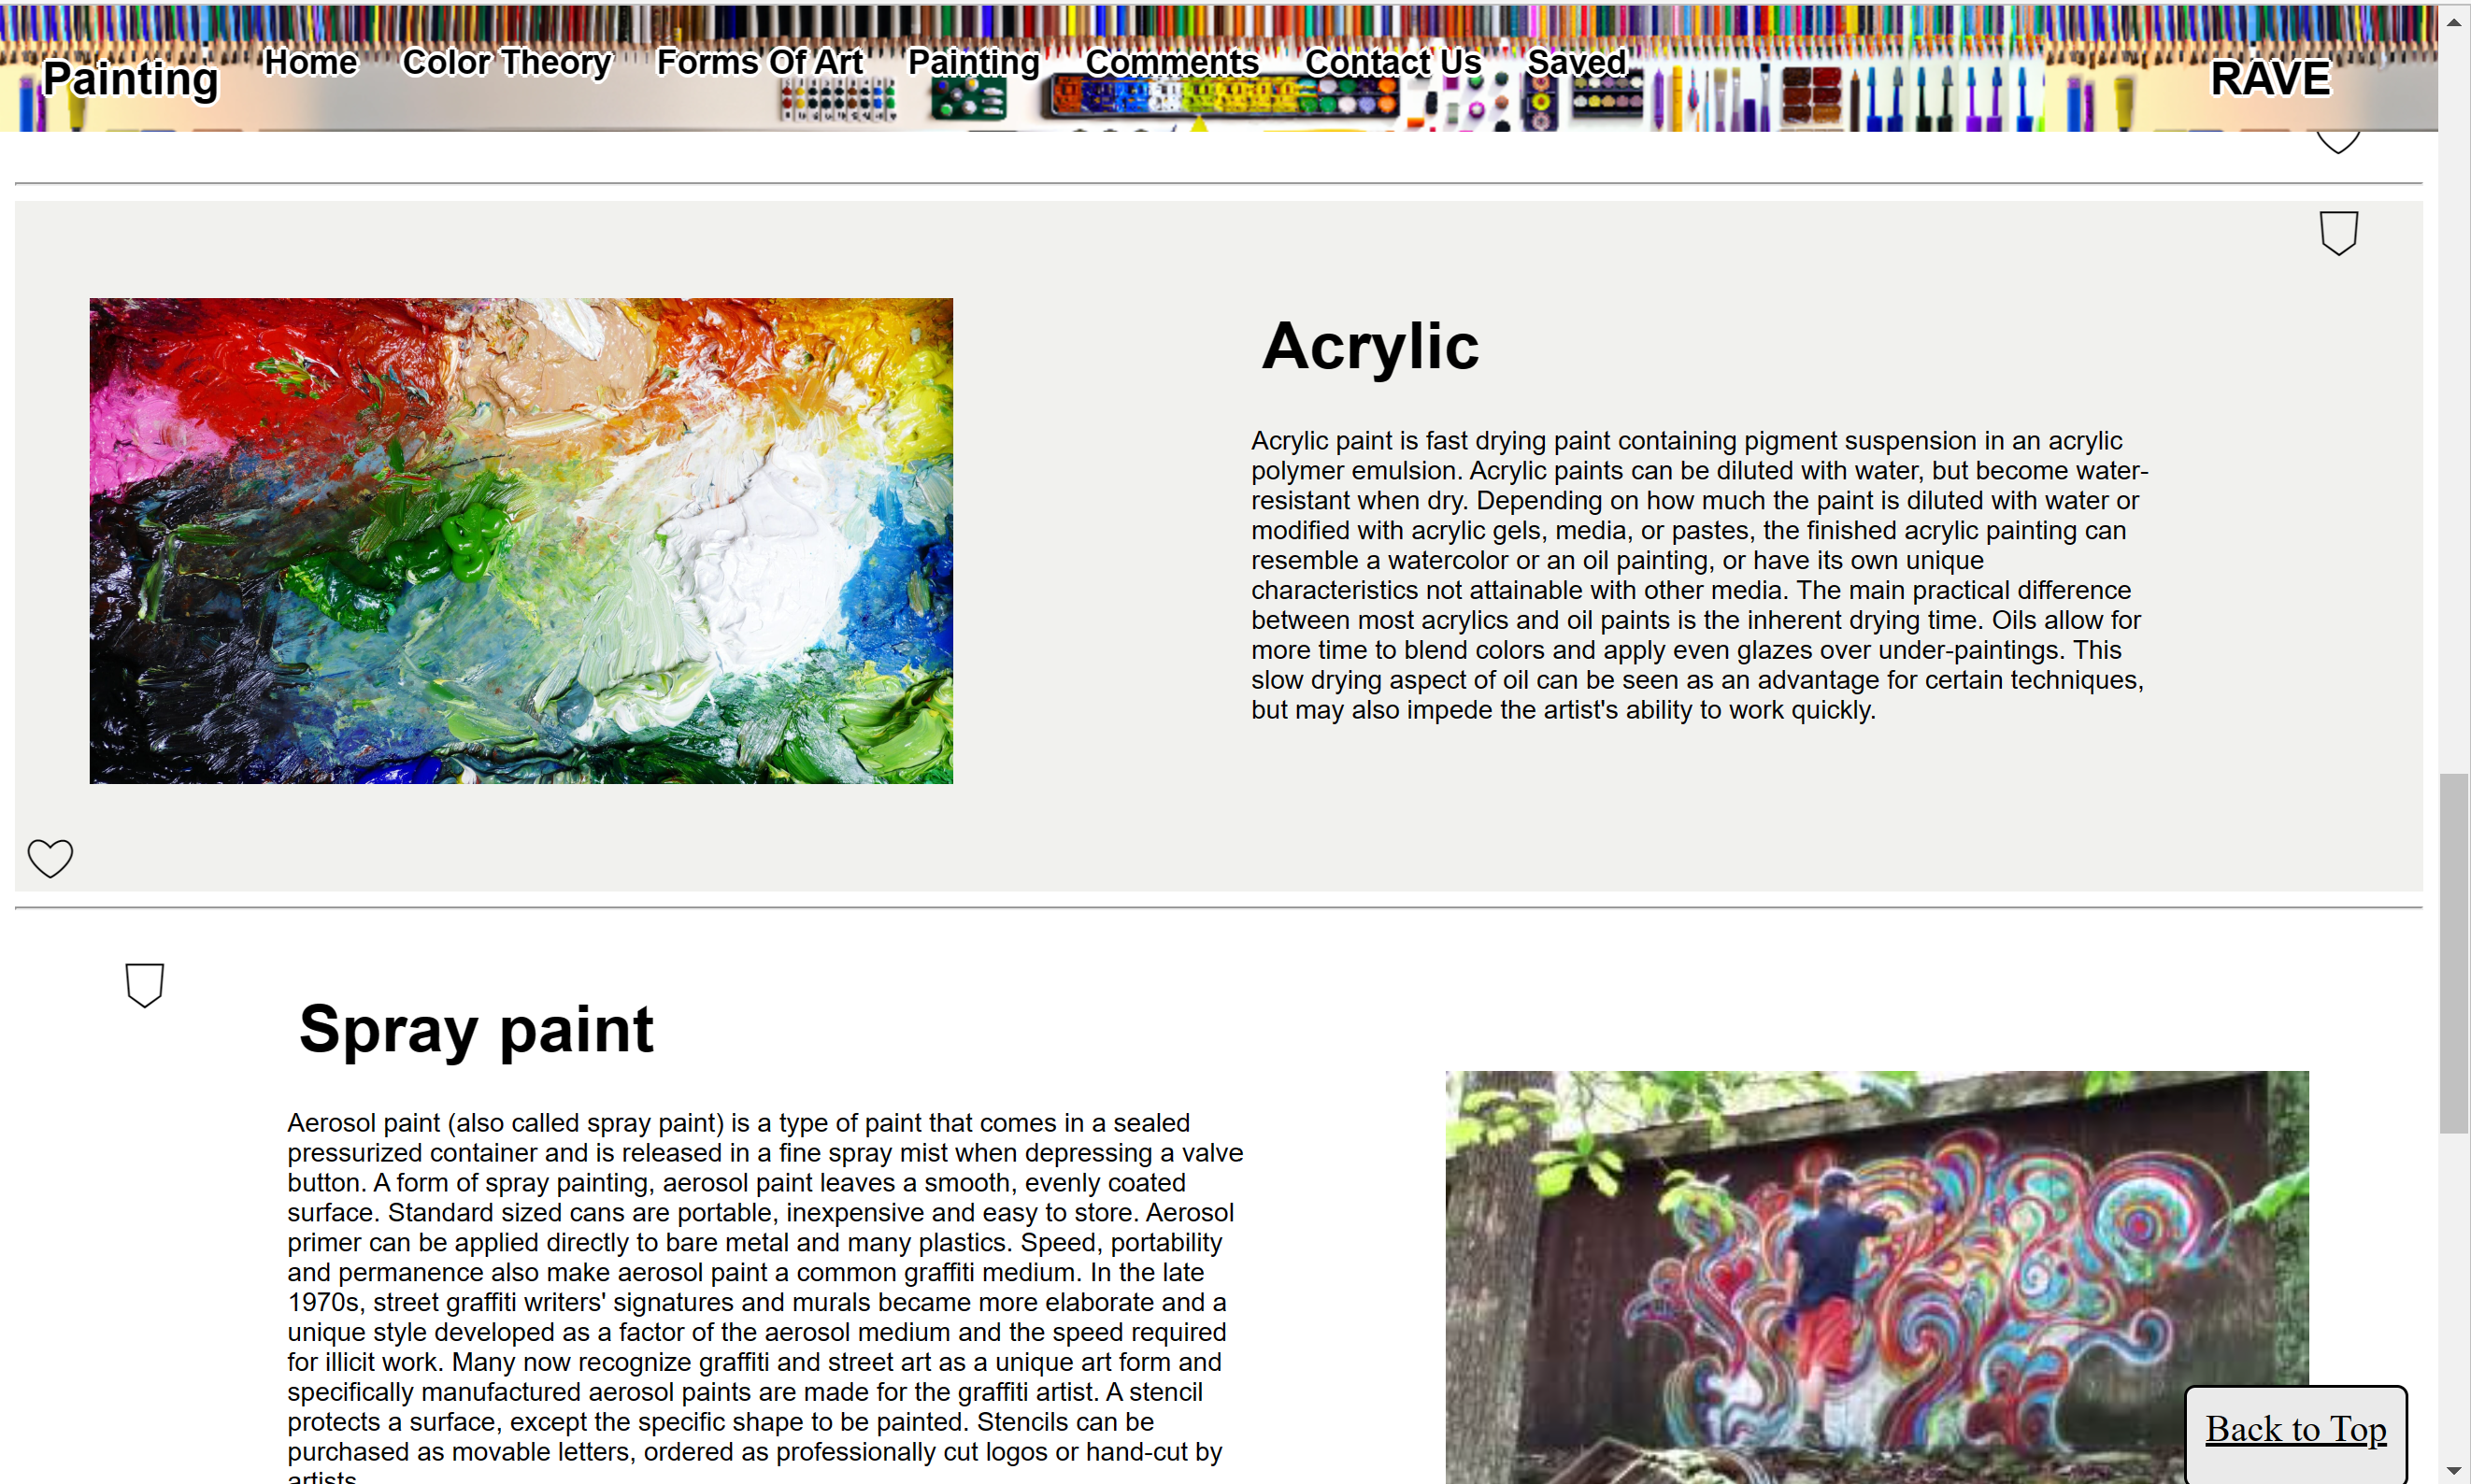 Painting
Home Color Theory Forms Of Art Painting Comments Contact Us Saved
RAVE
Acrylic
Acrylic paint is fast drying paint containing pigment suspension in an acrylic
polymer emulsion. Acrylic paints can be diluted with water, but become water-
resistant when dry. Depending on how much the paint is diluted with water or
modified with acrylic gels, media, or pastes, the finished acrylic painting can
resemble a watercolor or an oil painting, or have its own unique
characteristics not attainable with other media. The main practical difference
between most acrylics and oil paints is the inherent drying time. Oils allow for
more time to blend colors and apply even glazes over under-paintings. This
slow drying aspect of oil can be seen as an advantage for certain techniques,
but may also impede the artist's ability to work quickly.
Spray paint
Aerosol paint (also called spray paint) is a type of paint that comes in a sealed
pressurized container and is released in a fine spray mist when depressing a valve
button. A form of spray painting, aerosol paint leaves a smooth, evenly coated
surface. Standard sized cans are portable, inexpensive and easy to store. Aerosol
primer can be applied directly to bare metal and many plastics. Speed, portability
and permanence also make aerosol paint a common graffiti medium. In the late
1970s, street graffiti writers' signatures and murals became more elaborate and a
unique style developed as a factor of the aerosol medium and the speed required
for illicit work. Many now recognize graffiti and street art as a unique art form and
specifically manufactured aerosol paints are made for the graffiti artist. A stencil
protects a surface, except the specific shape to be painted. Stencils can be
purchased as movable letters, ordered as professionally cut logos or hand-cut by
artists.
Back to Top